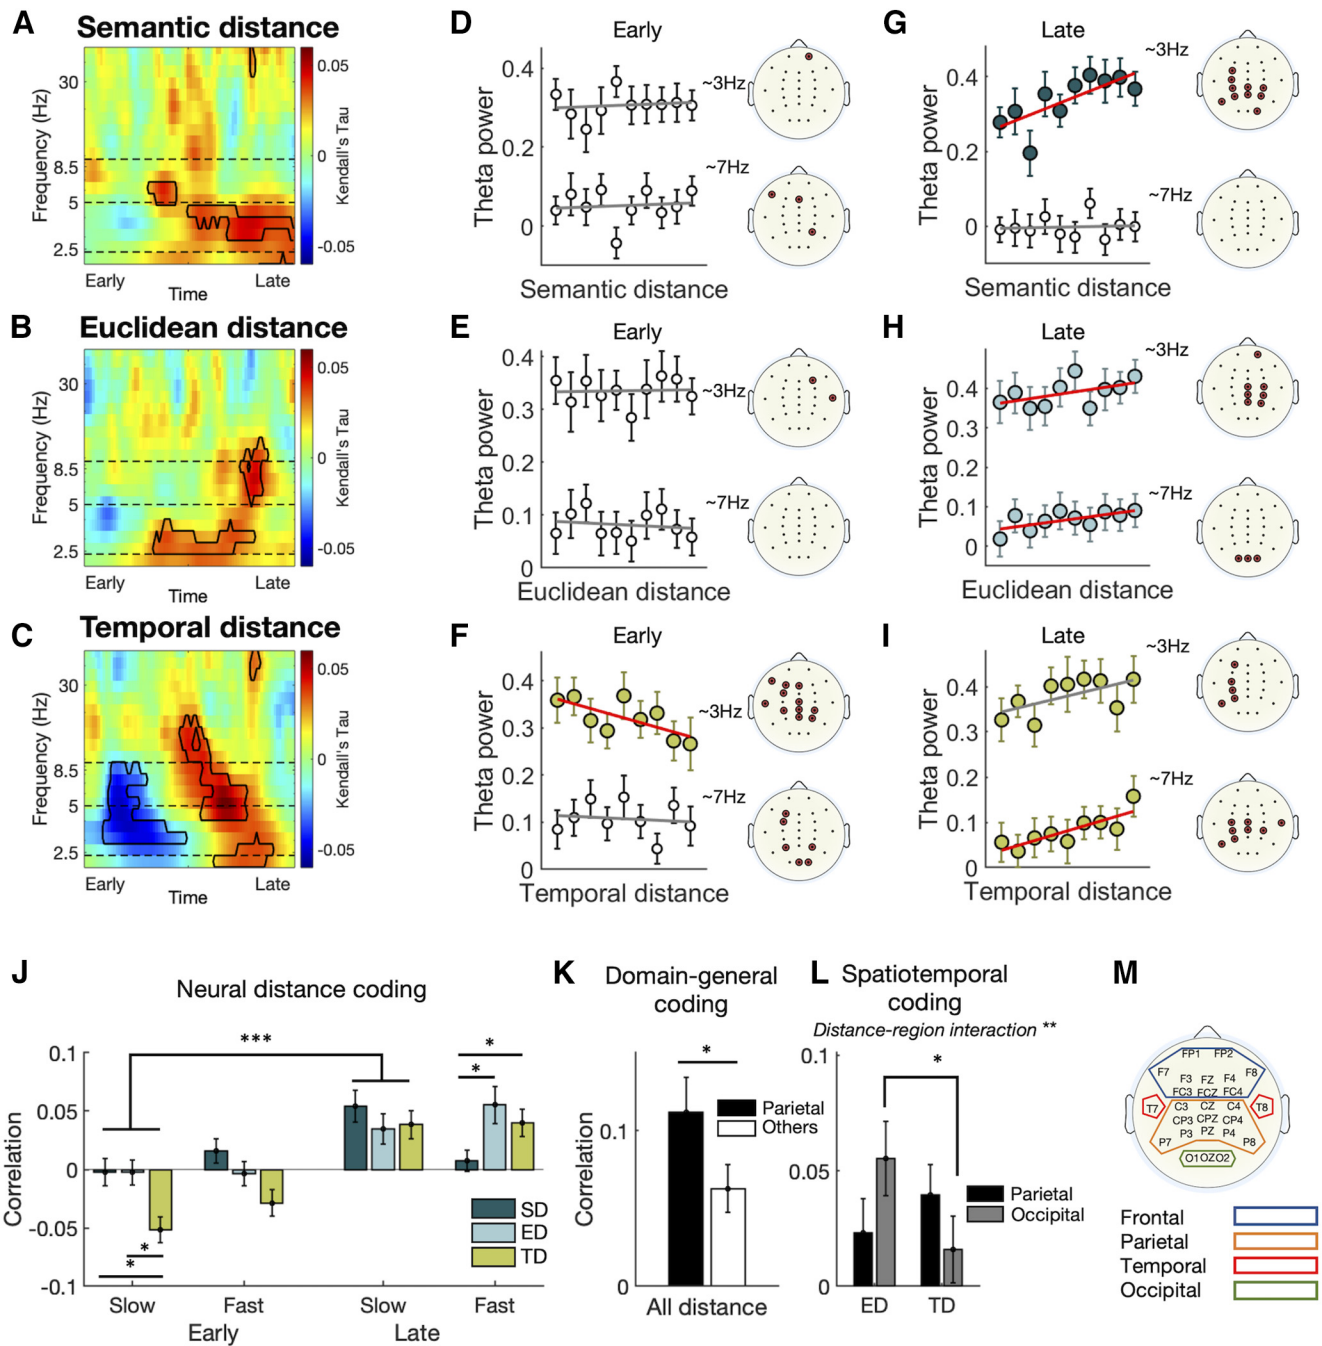 A
Semantic distance
30
8.5
5
2.5
Frequency (Hz)
Early
Late
Time
0.05
0
-0.05
Kendall's Tau
B
Euclidean distance
30
8.5
5
2.5
Frequency (Hz)
Early
Late
Time
0.05
0
-0.05
Kendall's Tau
C
Temporal distance
30
8.5
5
2.5
Frequency (Hz)
Early
Late
Time
0.05
0
-0.05
Kendall's Tau
D
Early
0.4
0.2
0
Theta power
~3Hz
~7Hz
Semantic distance
E
Early
0.4
0.3
0.2
0.1
0
Theta power
~3Hz
~7Hz
Euclidean distance
F
Early
0.4
0.3
0.2
0.1
0
Theta power
~3Hz
~7Hz
Temporal distance
G
Late
0.4
0.2
0
Theta power
~3Hz
~7Hz
Semantic distance
H
Late
0.4
0.3
0.2
0.1
0
Theta power
~3Hz
~7Hz
Euclidean distance
I
Late
0.4
0.3
0.2
0.1
0
Theta power
~3Hz
~7Hz
Temporal distance
J
Neural distance coding
0.1
0.05
0
-0.05
-0.1
Correlation
***
*
*
*
*
SD
ED
TD
Slow
Fast
Slow
Fast
Early
Late
K
Domain-general
coding
*
Parietal
Others
0.1
0
Correlation
All distance
L
Spatiotemporal
coding
Distance-region interaction **
*
0.1
0.05
0
Parietal
Occipital
ED
TD
M
FP1 FP2
F7 F8
F3 FZ F4
FC3 FCZ FC4
T7 C3 CZ C4 T8
CP3 CPZ CP4
P3 PZ P4
P7 P8
O1OZO2
Frontal
Parietal
Temporal
Occipital